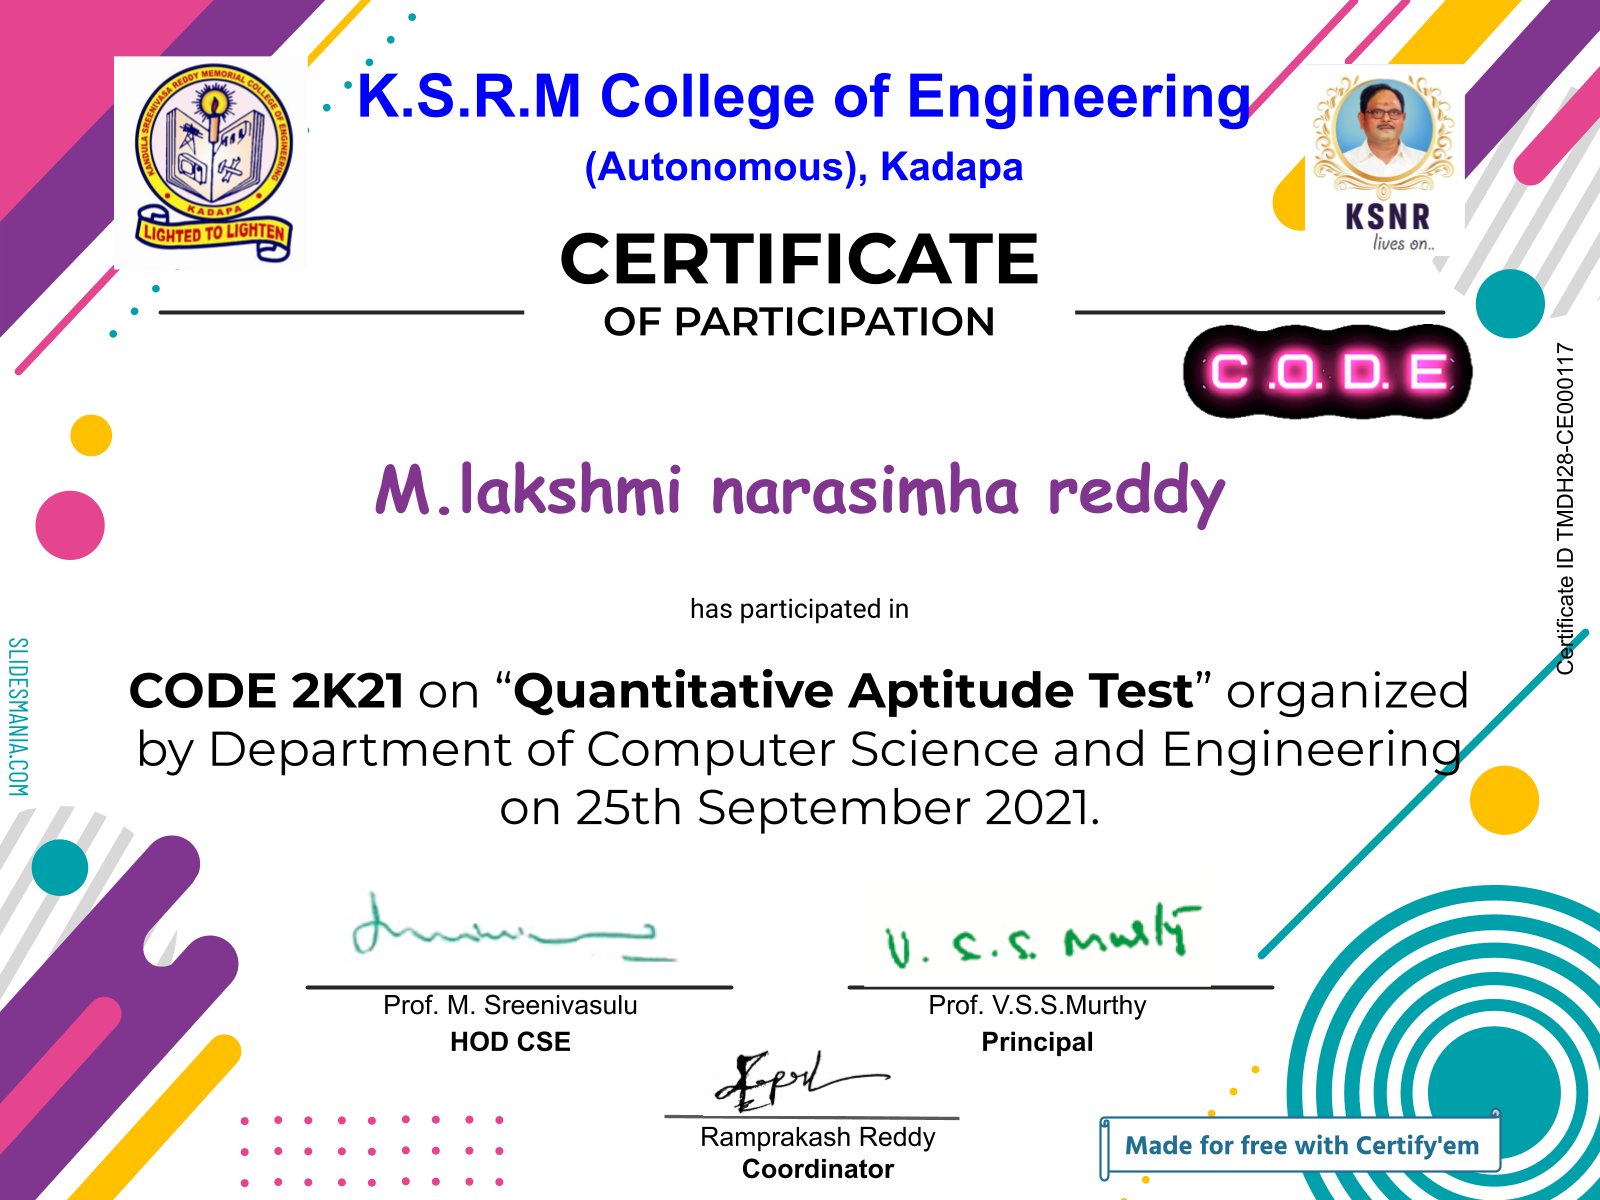 K.S.R.M College of Engineering
(Autonomous), Kadapa
KANDULA SREENIVASA REDDY MEMORIAL COLLEGE OF ENGINEERING
KADAPA
LIGHTED TO LIGHTEN
KSNR
lives on..
CERTIFICATE
OF PARTICIPATION
C.O.D.E
Certificate ID TMDH28-CE000117
M.lakshmi narasimha reddy
has participated in
CODE 2K21 on “Quantitative Aptitude Test” organized
by Department of Computer Science and Engineering
on 25th September 2021.
SLIDESMANIA.COM
V. S. S. Murty
Prof. M. Sreenivasulu
HOD CSE
Prof. V.S.S.Murthy
Principal
Ramprakash Reddy
Coordinator
Made for free with Certify'em